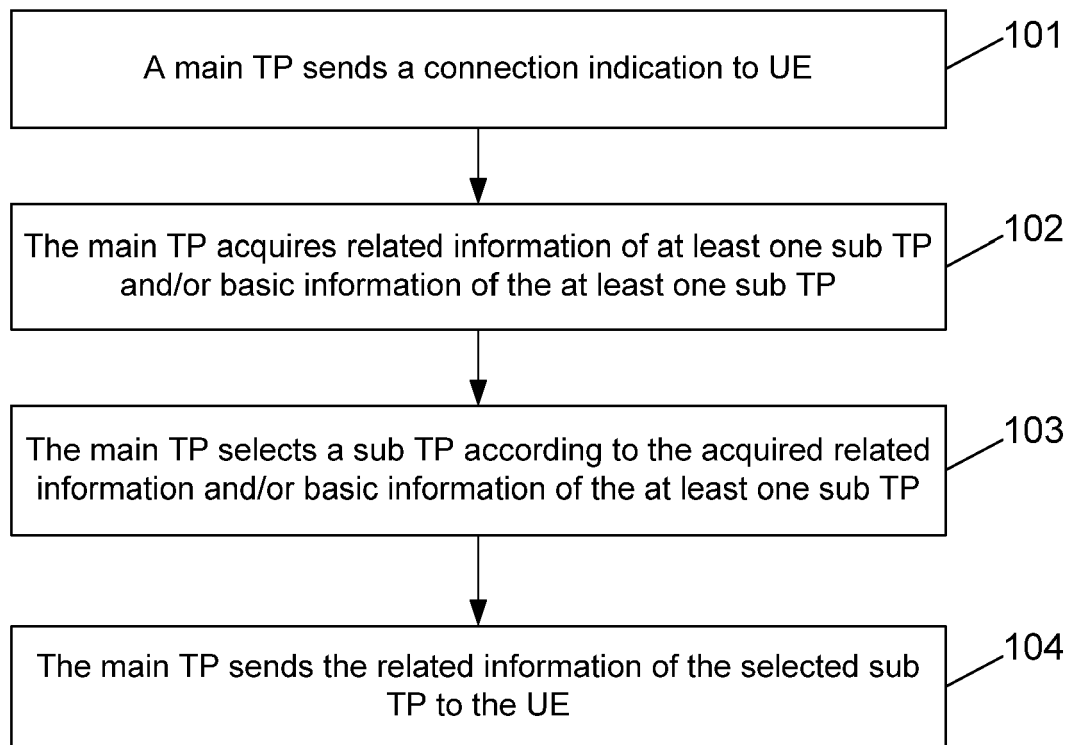 101
A main TP sends a connection indication to UE
102
The main TP acquires related information of at least one sub TP
and/or basic information of the at least one sub TP
103
The main TP selects a sub TP according to the acquired related
information and/or basic information of the at least one sub TP
104
The main TP sends the related information of the selected sub
TP to the UE